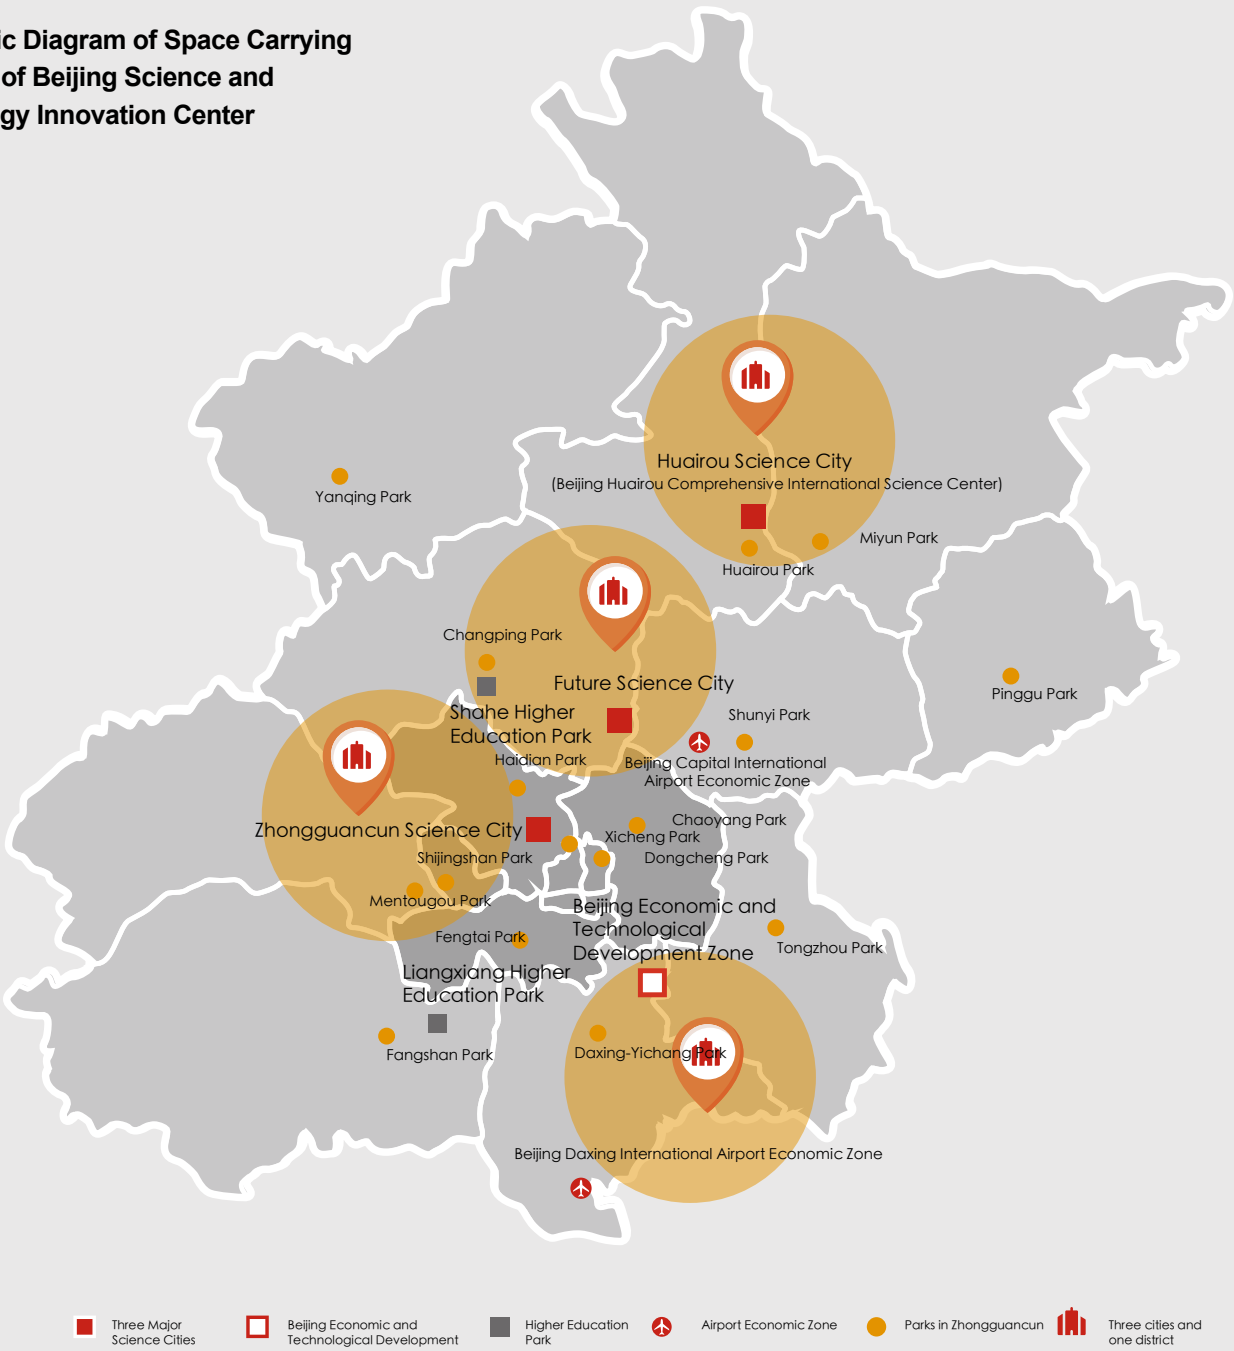 ic Diagram of Space Carrying
of Beijing Science and
gy Innovation Center
Huairou Science City
(Beijing Huairou Comprehensive International Science Center)
Yanqing Park
Miyun Park
Huairou Park
Changping Park
Future Science City
Pinggu Park
Shahe Higher
Education Park
Shunyi Park
Haidian Park
Beijing Capital International
Airport Economic Zone
Zhongguancun Science City
Chaoyang Park
Xicheng Park
Shijingshan Park
Dongcheng Park
Mentougou Park
Beijing Economic and
Technological
Development Zone
Fengtai Park
Tongzhou Park
Liangxiang Higher
Education Park
Fangshan Park
Daxing-Yichang Park
Beijing Daxing International Airport Economic Zone
Three Major
Science Cities
Beijing Economic and
Technological Development
Higher Education
Park
Airport Economic Zone
Parks in Zhongguancun
Three cities and
one district